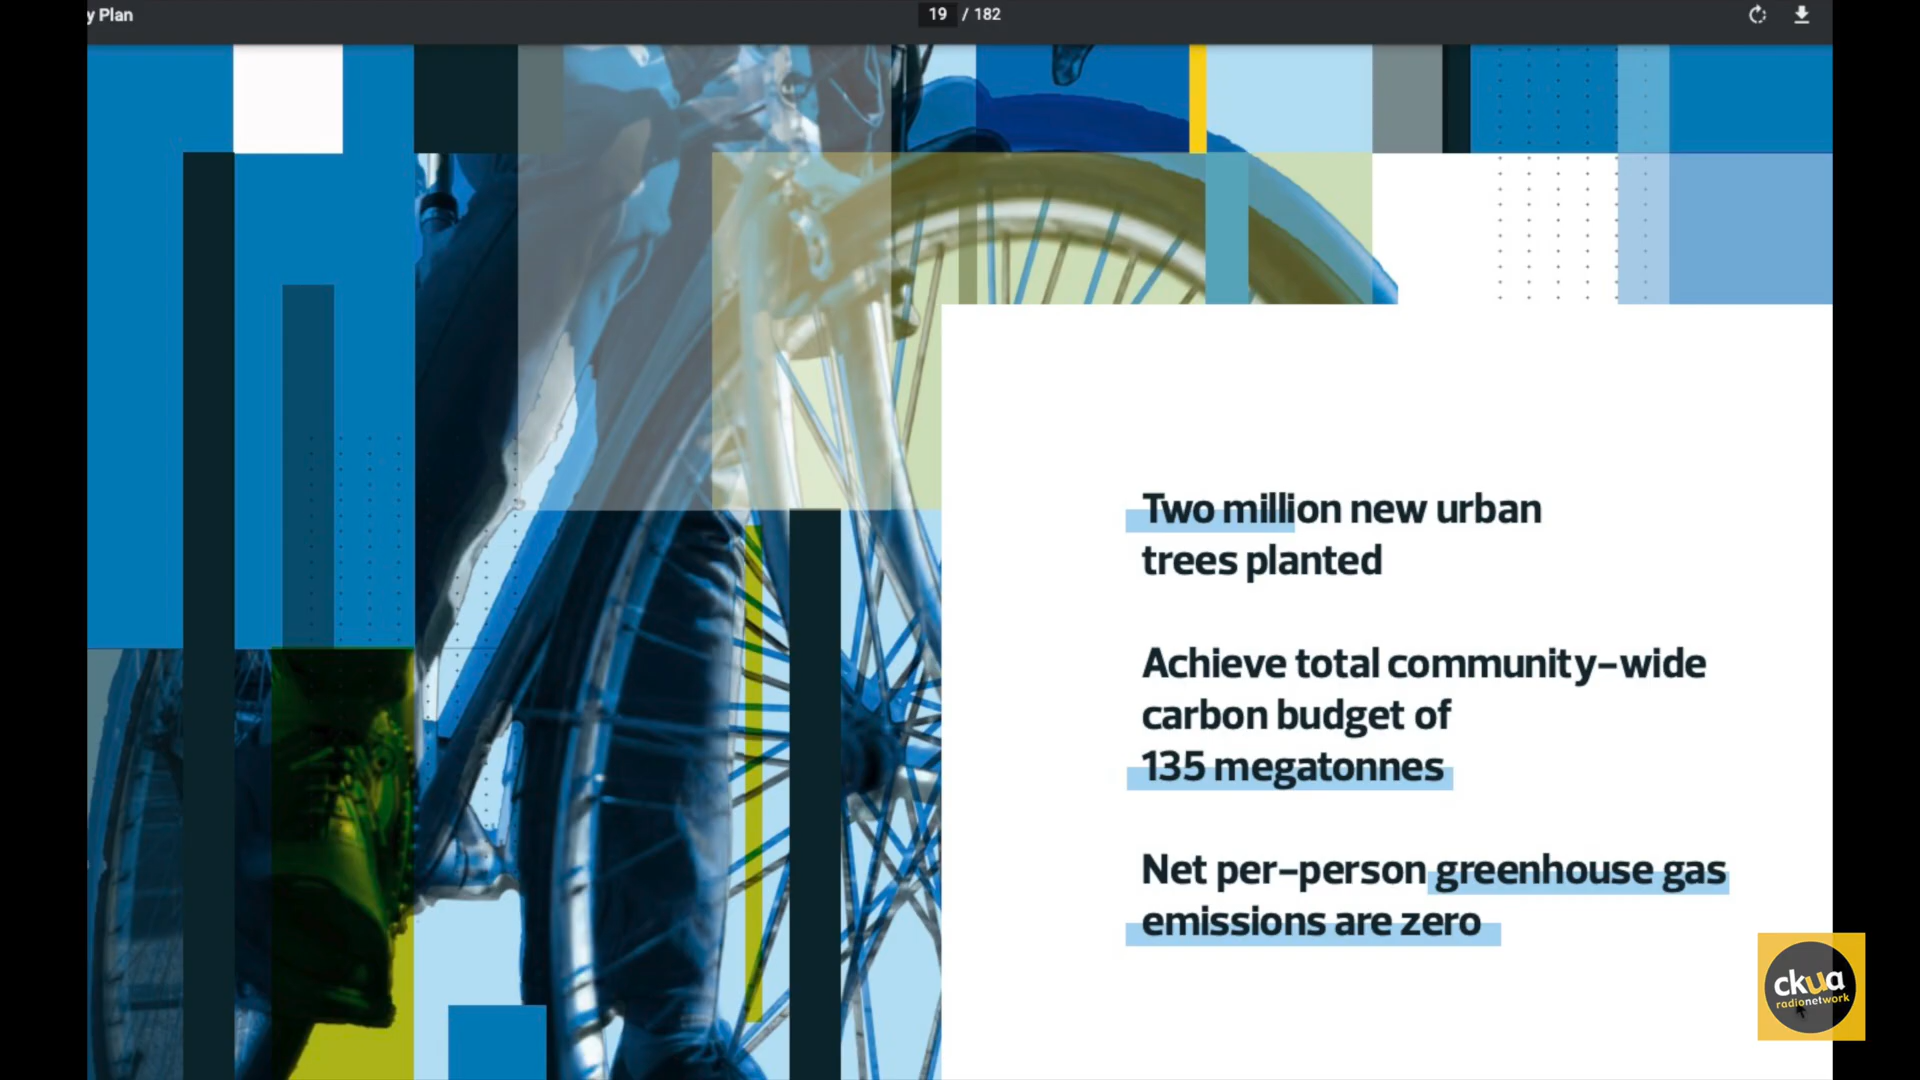 y Plan
19 / 182
Two million new urban
trees planted
Achieve total community-wide
carbon budget of
135 megatonnes
Net per-person greenhouse gas
emissions are zero
ckua
radionetwork